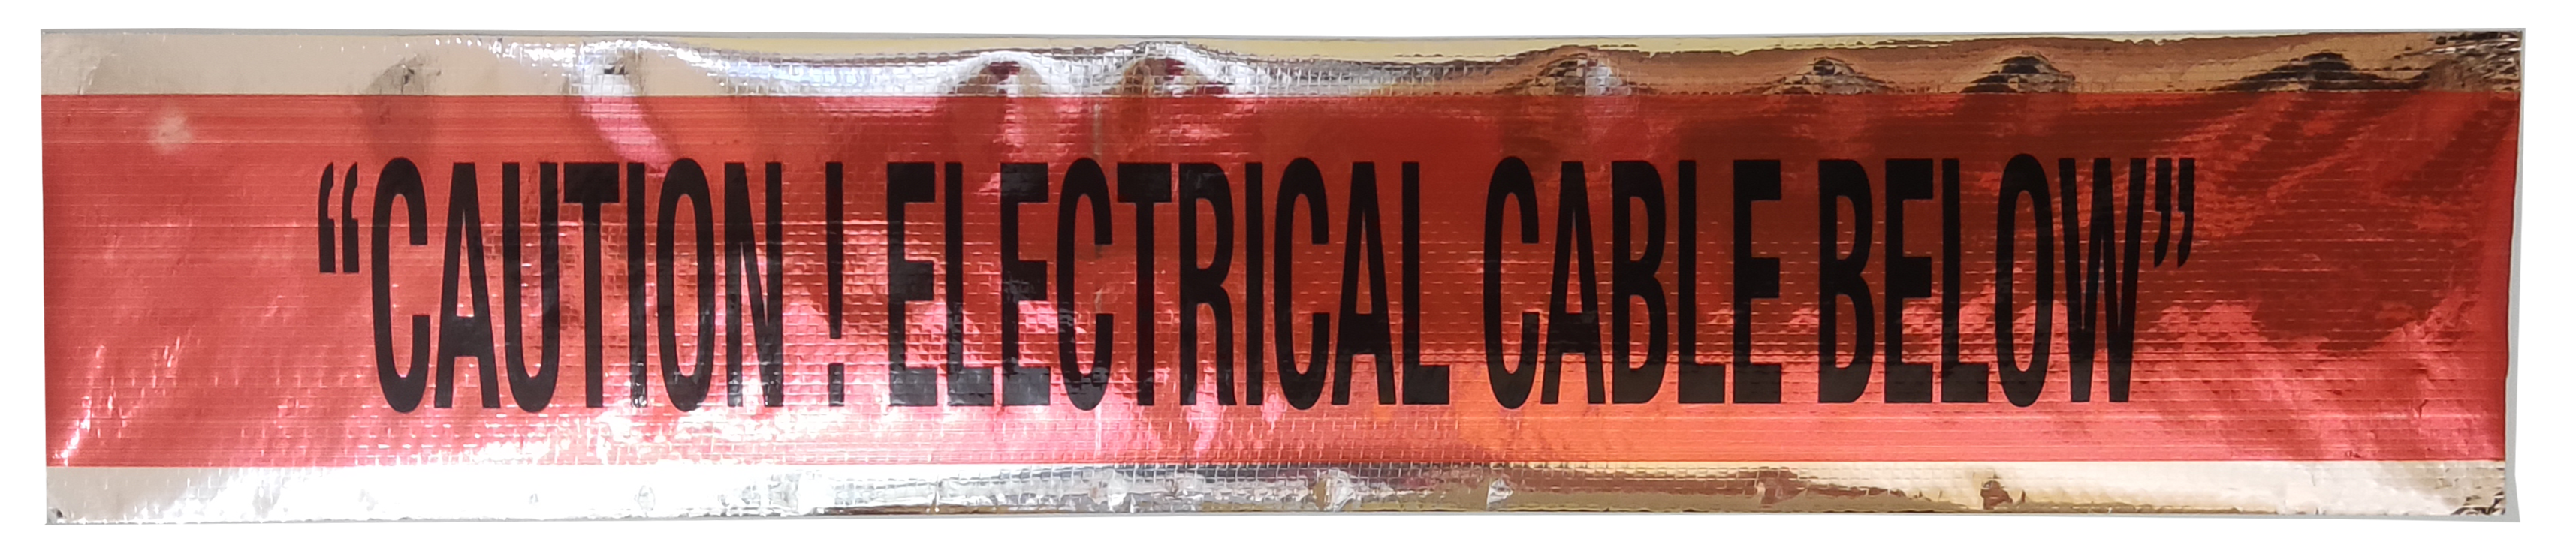 “CAUTION ! ELECTRICAL CABLE BELOW”